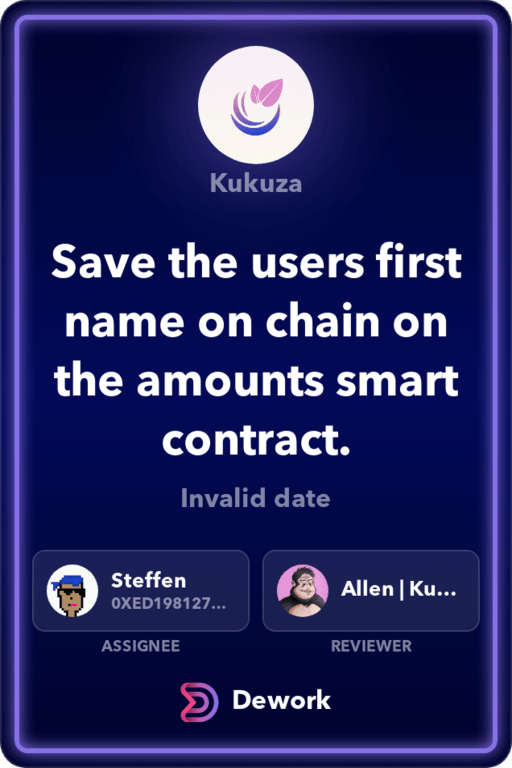 Kukuza
Save the users first
name on chain on
the amounts smart
contract.
Invalid date
Steffen
0XED198127...
Allen | Ku...
ASSIGNEE
REVIEWER
Dework